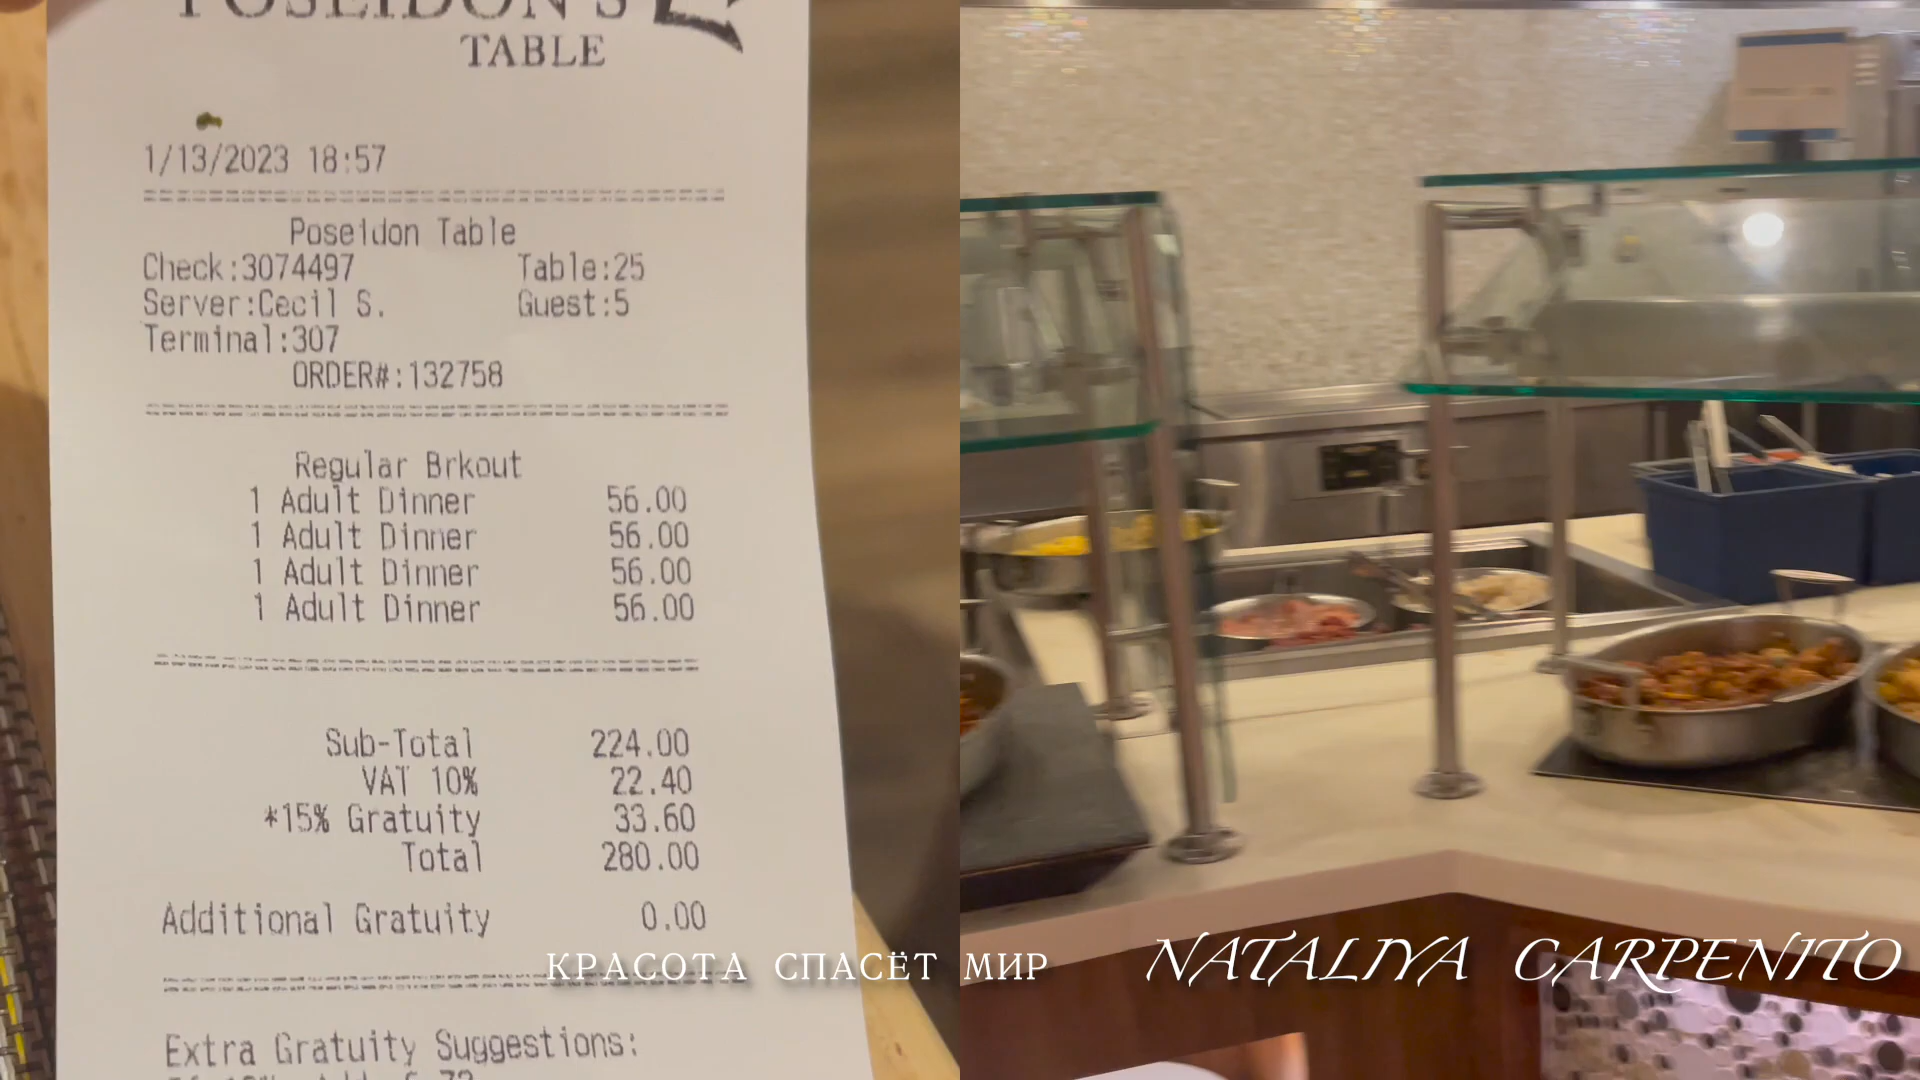 POSEIDON'S
TABLE
1/13/2023 18:57
Poseidon Table
Check:3074497 Table:25
Server:Cecil S. Guest:5
Terminal:307
ORDER#:132758
Regular Brkout
1 Adult Dinner 56.00
1 Adult Dinner 56.00
1 Adult Dinner 56.00
1 Adult Dinner 56.00
Sub-Total 224.00
VAT 10% 22.40
*15% Gratuity 33.60
Total 280.00
Additional Gratuity 0.00
Extra Gratuity Suggestions:
КРАСОТА СПАСЁТ МИР
NATALIYA CARPENITO